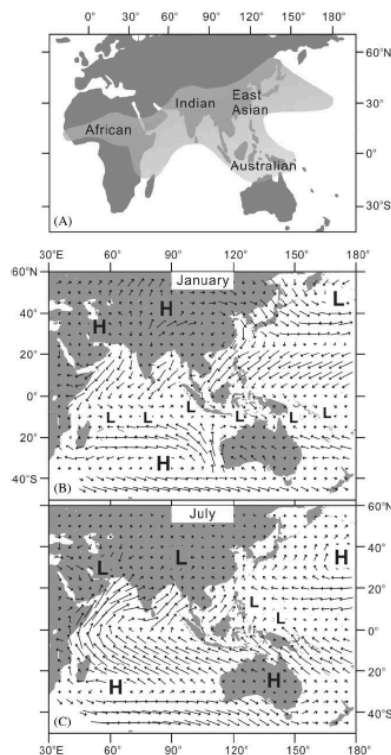 0° 30° 60° 90° 120° 150° 180°
60°N
Indian East
Asian
30°N
African
Australian 0°
30°S
(A)
30° 60° 90° 120° 150° 180
60°N
January
H L
40°N H
20°N
0°N
L L L L L L
20°S
H
40°S
(B)
July
60°N
L L H
40°N
20°N
L
L
0°N
20°S
H H
40°S
(C)
30°E 60° 90° 120° 150° 180